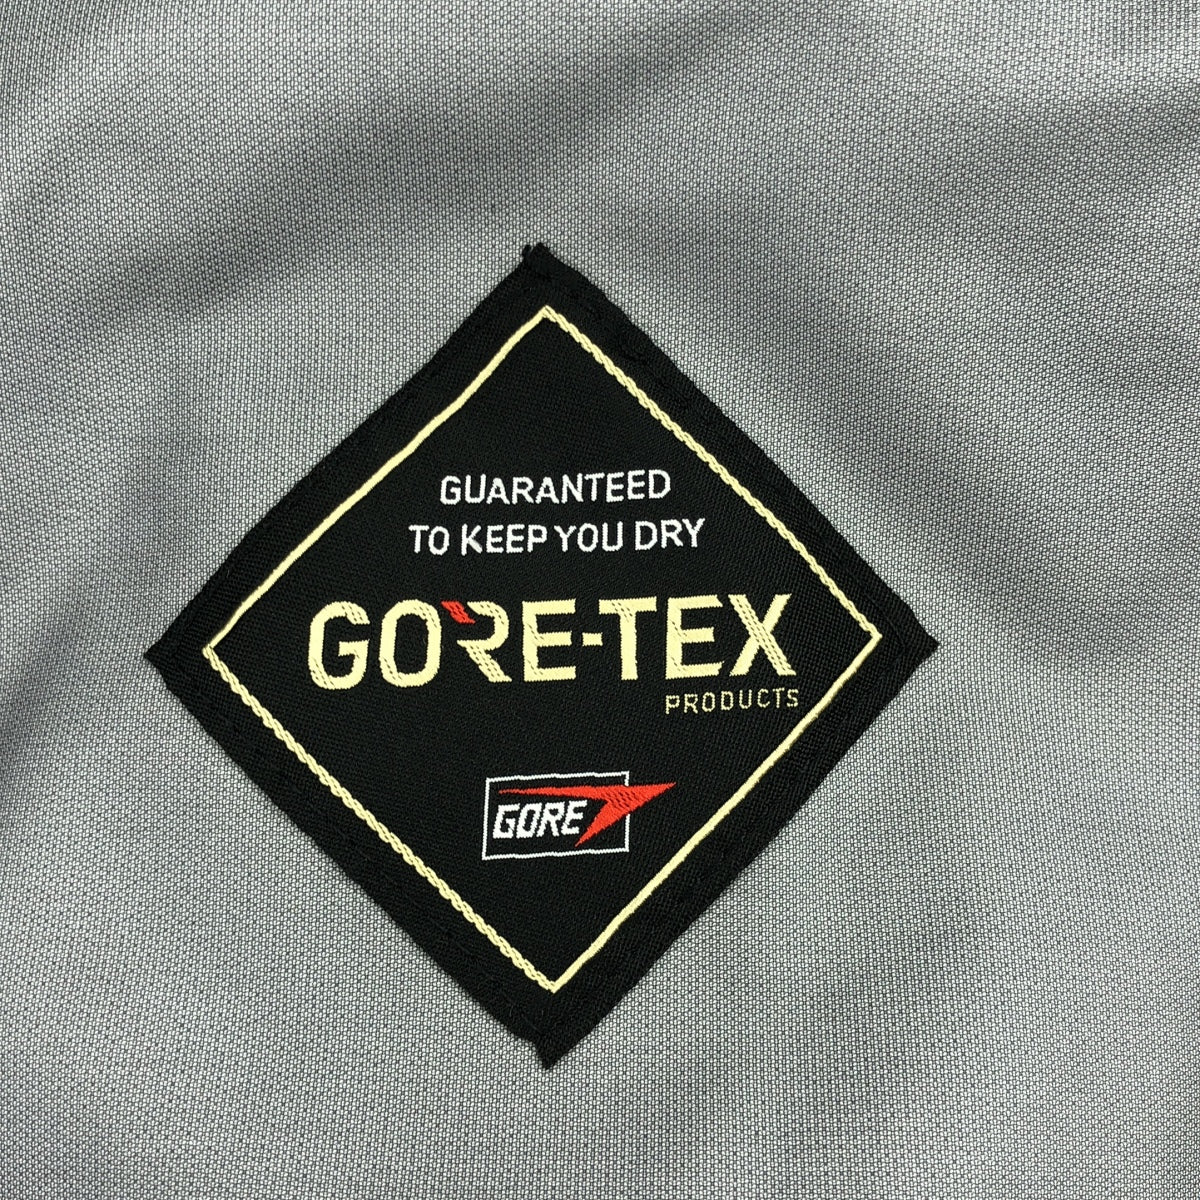 GUARANTEED
TO KEEP YOU DRY
GORE-TEX
PRODUCTS
GORE